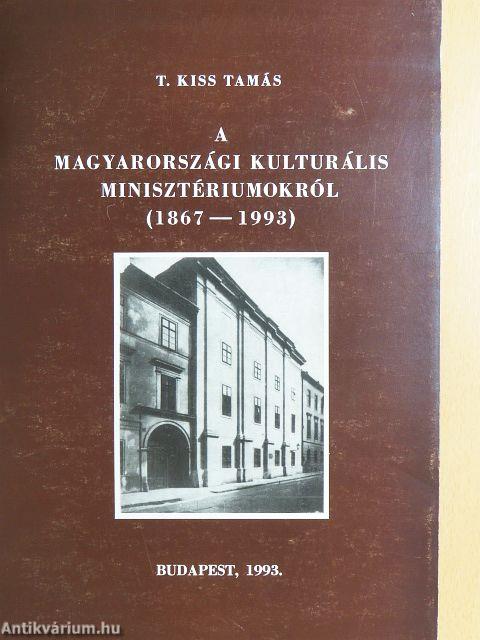 T. KISS TAMÁS
A
MAGYARORSZÁGI KULTURÁLIS
MINISZTÉRIUMOKRÓL
(1867 — 1993)
BUDAPEST, 1993.
Antikvárium.hu